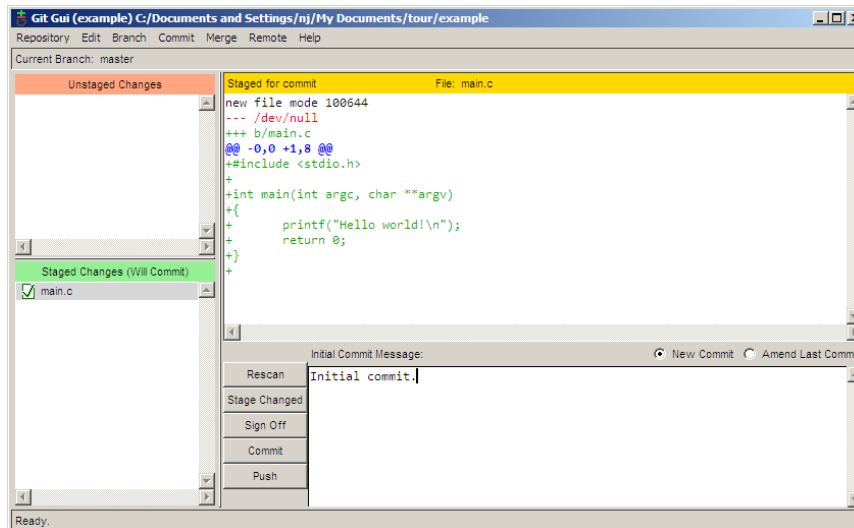 Git Gui (example) C:/Documents and Settings/nj/My Documents/tour/example
Repository Edit Branch Commit Merge Remote Help
Current Branch: master
Unstaged Changes
Staged for commit File: main.c
new file mode 100644
--- /dev/null
+++ b/main.c
@@ -0,0 +1,8 @@
+#include <stdio.h>
+
+int main(int argc, char **argv)
+{
+ printf("Hello world!\n");
+ return 0;
+}
+
Staged Changes (Will Commit)
main.c
Initial Commit Message: New Commit Amend Last Comm
Rescan
Stage Changed
Sign Off
Commit
Push
Initial commit.
Ready.